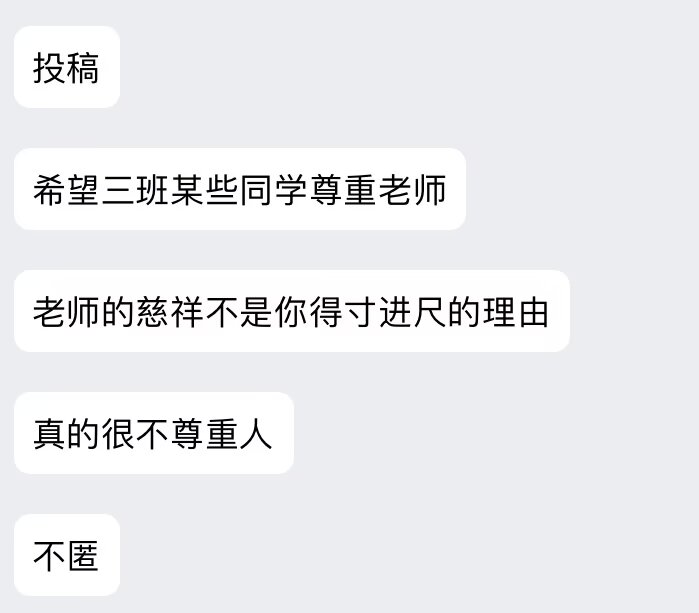 投稿
希望三班某些同学尊重老师
老师的慈祥不是你得寸进尺的理由
真的很不尊重人
不匿